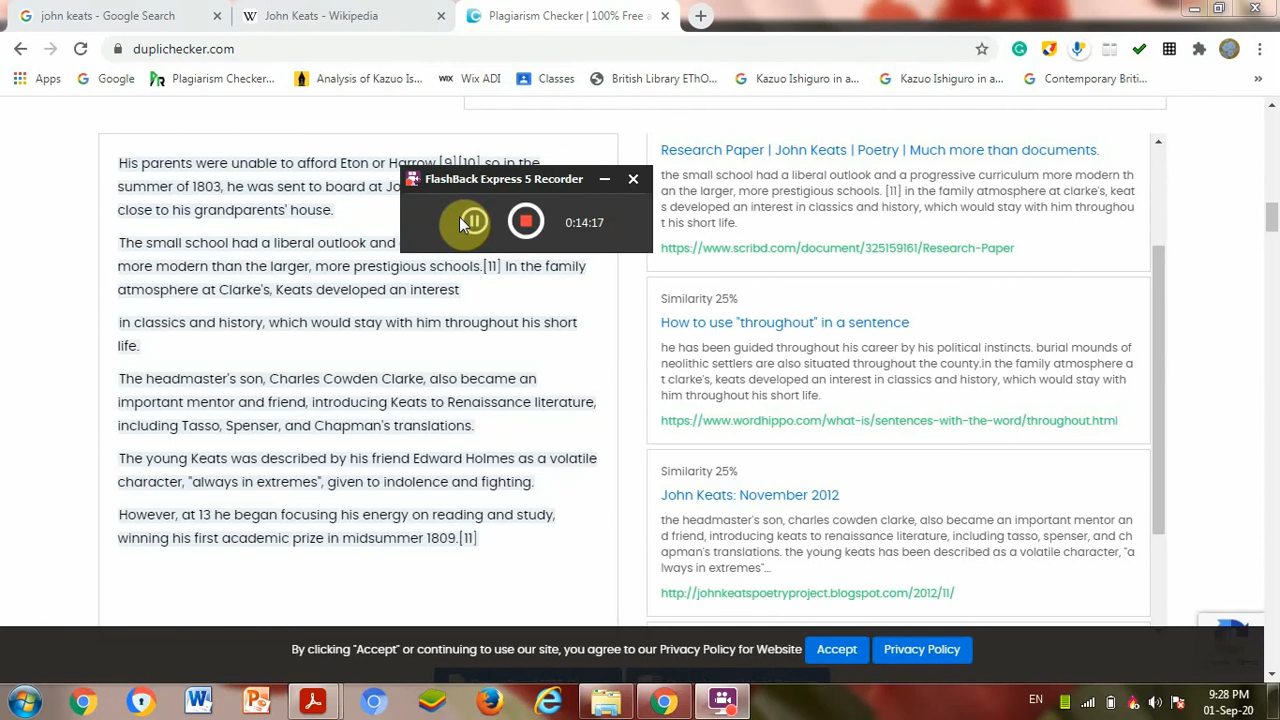 john keats - Google Search
John Keats - Wikipedia
Plagiarism Checker | 100% Free a
duplichecker.com
Apps
Google
Plagiarism Checker...
Analysis of Kazuo Is...
Wix ADI
Classes
British Library EThO...
Kazuo Ishiguro in a...
Kazuo Ishiguro in a...
Contemporary Briti...
»
His parents were unable to afford Eton or Harrow,[9][10] so in the
summer of 1803, he was sent to board at Jo
close to his grandparents' house.
The small school had a liberal outlook and
more modern than the larger, more prestigious schools.[11] In the family
atmosphere at Clarke's, Keats developed an interest
in classics and history, which would stay with him throughout his short
life.
The headmaster's son, Charles Cowden Clarke, also became an
important mentor and friend, introducing Keats to Renaissance literature,
including Tasso, Spenser, and Chapman's translations.
The young Keats was described by his friend Edward Holmes as a volatile
character, "always in extremes", given to indolence and fighting.
However, at 13 he began focusing his energy on reading and study,
winning his first academic prize in midsummer 1809.[11]
FlashBack Express 5 Recorder
0:14:17
Research Paper | John Keats | Poetry | Much more than documents.
the small school had a liberal outlook and a progressive curriculum more modern th
an the larger, more prestigious schools. [11] in the family atmosphere at clarke's, keat
s developed an interest in classics and history, which would stay with him throughou
t his short life.
https://www.scribd.com/document/325159161/Research-Paper
Similarity 25%
How to use "throughout" in a sentence
he has been guided throughout his career by his political instincts. burial mounds of
neolithic settlers are also situated throughout the county.in the family atmosphere a
t clarke's, keats developed an interest in classics and history, which would stay with
him throughout his short life.
https://www.wordhippo.com/what-is/sentences-with-the-word/throughout.html
Similarity 25%
John Keats: November 2012
the headmaster's son, charles cowden clarke, also became an important mentor an
d friend, introducing keats to renaissance literature, including tasso, spenser, and ch
apman's translations. the young keats has been described as a volatile character, "a
lways in extremes"...
http://johnkeatspoetryproject.blogspot.com/2012/11/
By clicking "Accept" or continuing to use our site, you agree to our Privacy Policy for Website
Accept
Privacy Policy
EN
9:28 PM
01-Sep-20